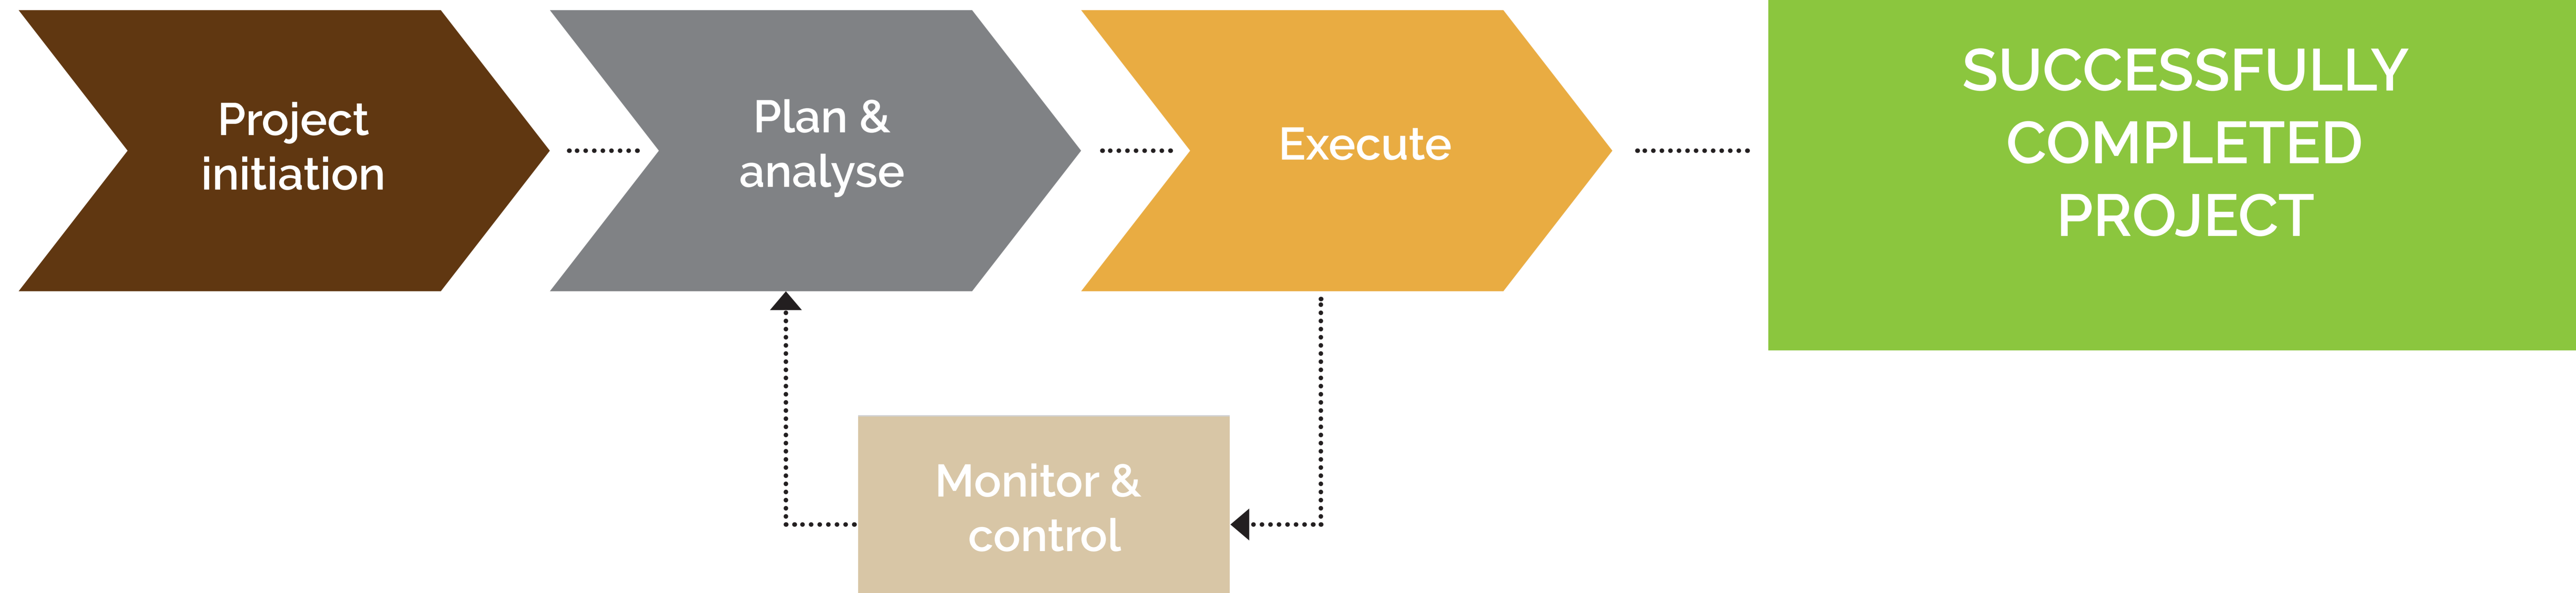 Project
initiation
Plan &
analyse
Execute
SUCCESSFULLY
COMPLETED
PROJECT
Monitor &
control